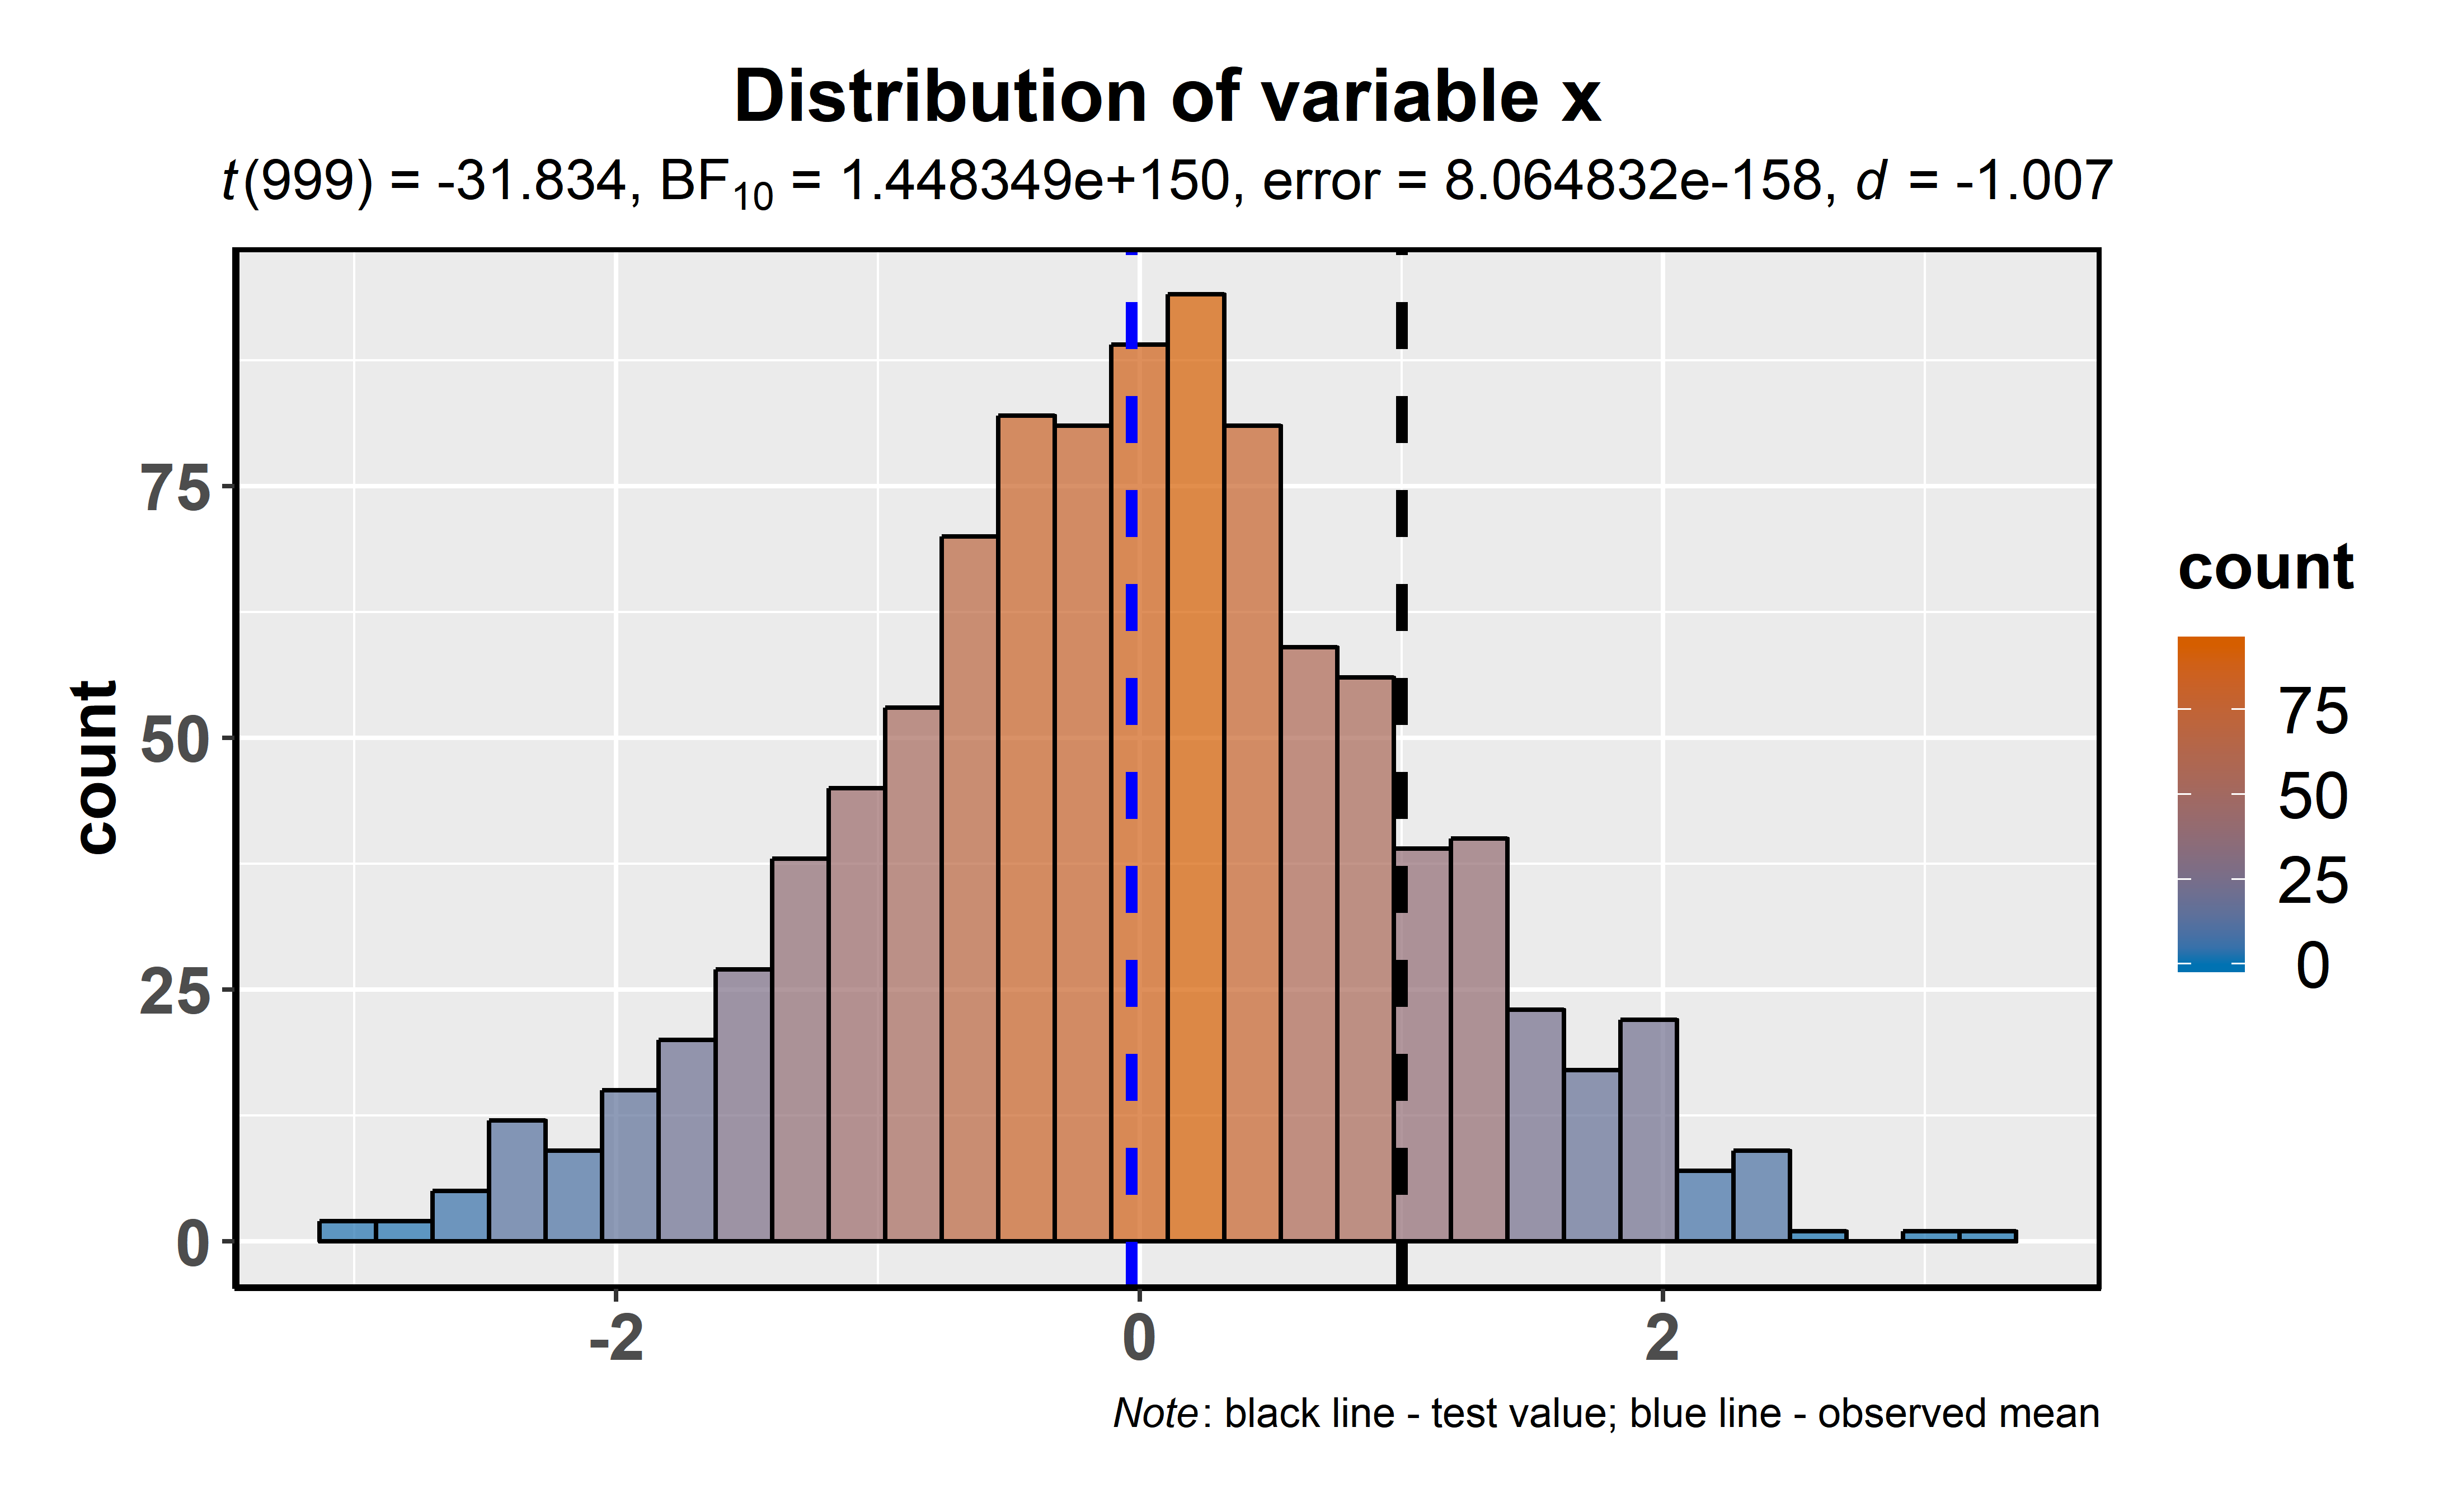 Distribution of variable x
t(999) = -31.834, BF₁₀ = 1.448349e+150, error = 8.064832e-158, d = -1.007
count
75
50
25
0
-2
0
2
count
75
50
25
0
Note: black line - test value; blue line - observed mean